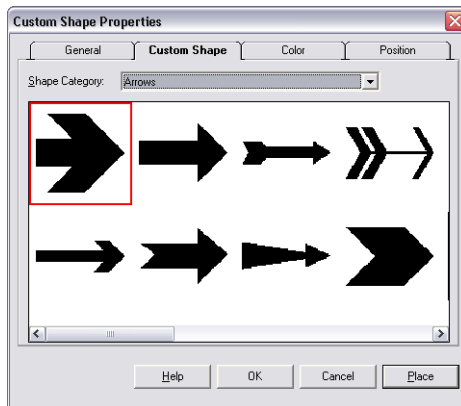 Custom Shape Properties
General Custom Shape Color Position
Shape Category: Arrows
Help OK Cancel Place